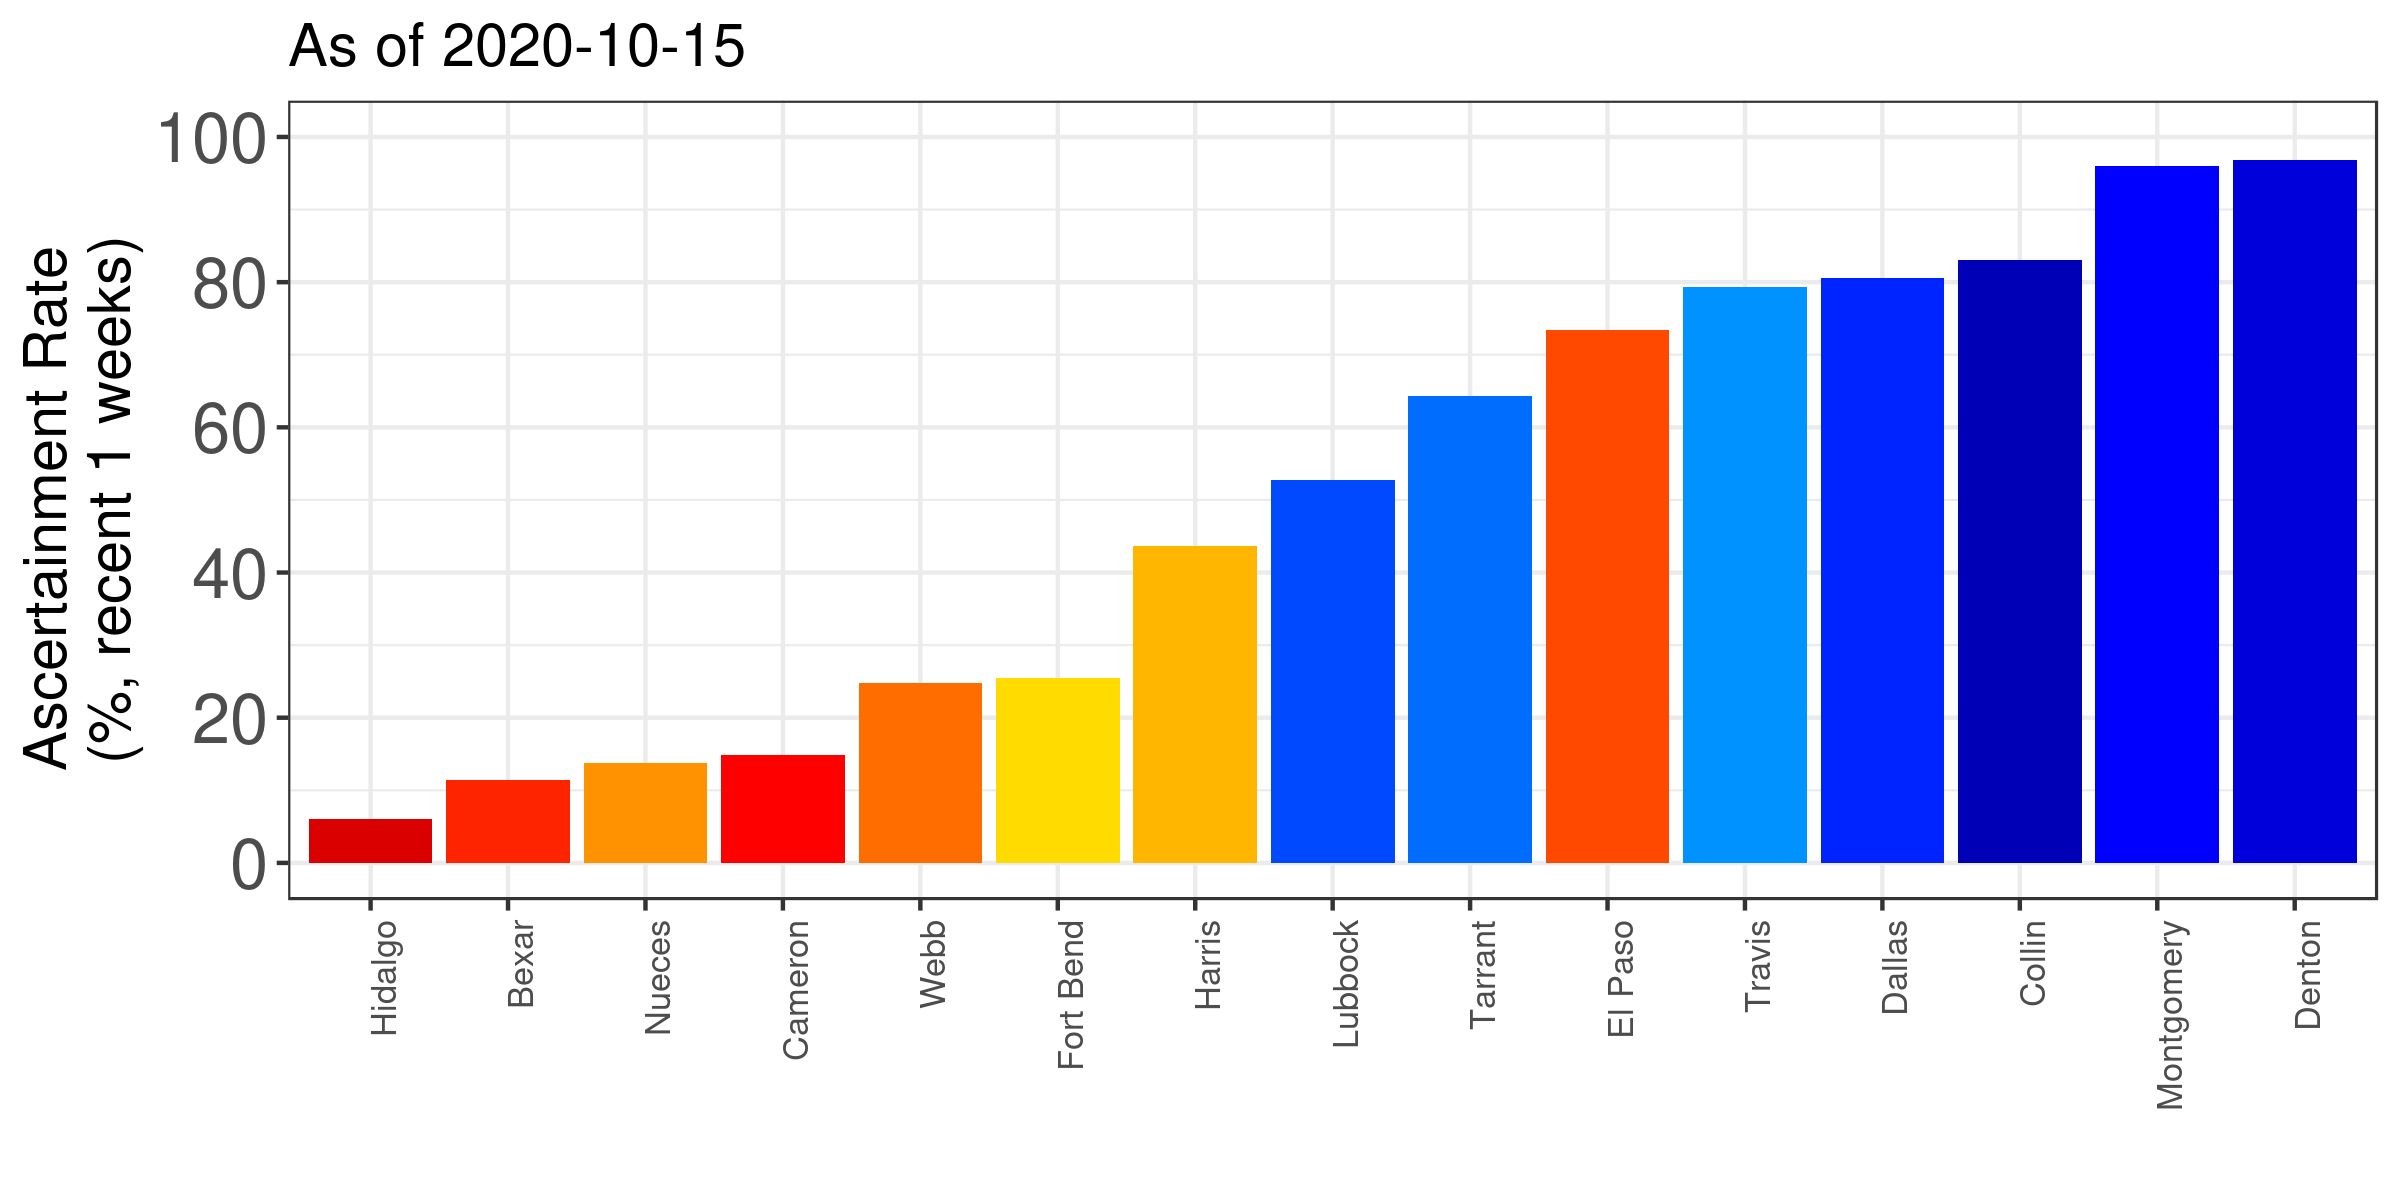 As of 2020-10-15
Ascertainment Rate
(%, recent 1 weeks)
100
80
60
40
20
0
Hidalgo
Bexar
Nueces
Cameron
Webb
Fort Bend
Harris
Lubbock
Tarrant
El Paso
Travis
Dallas
Collin
Montgomery
Denton